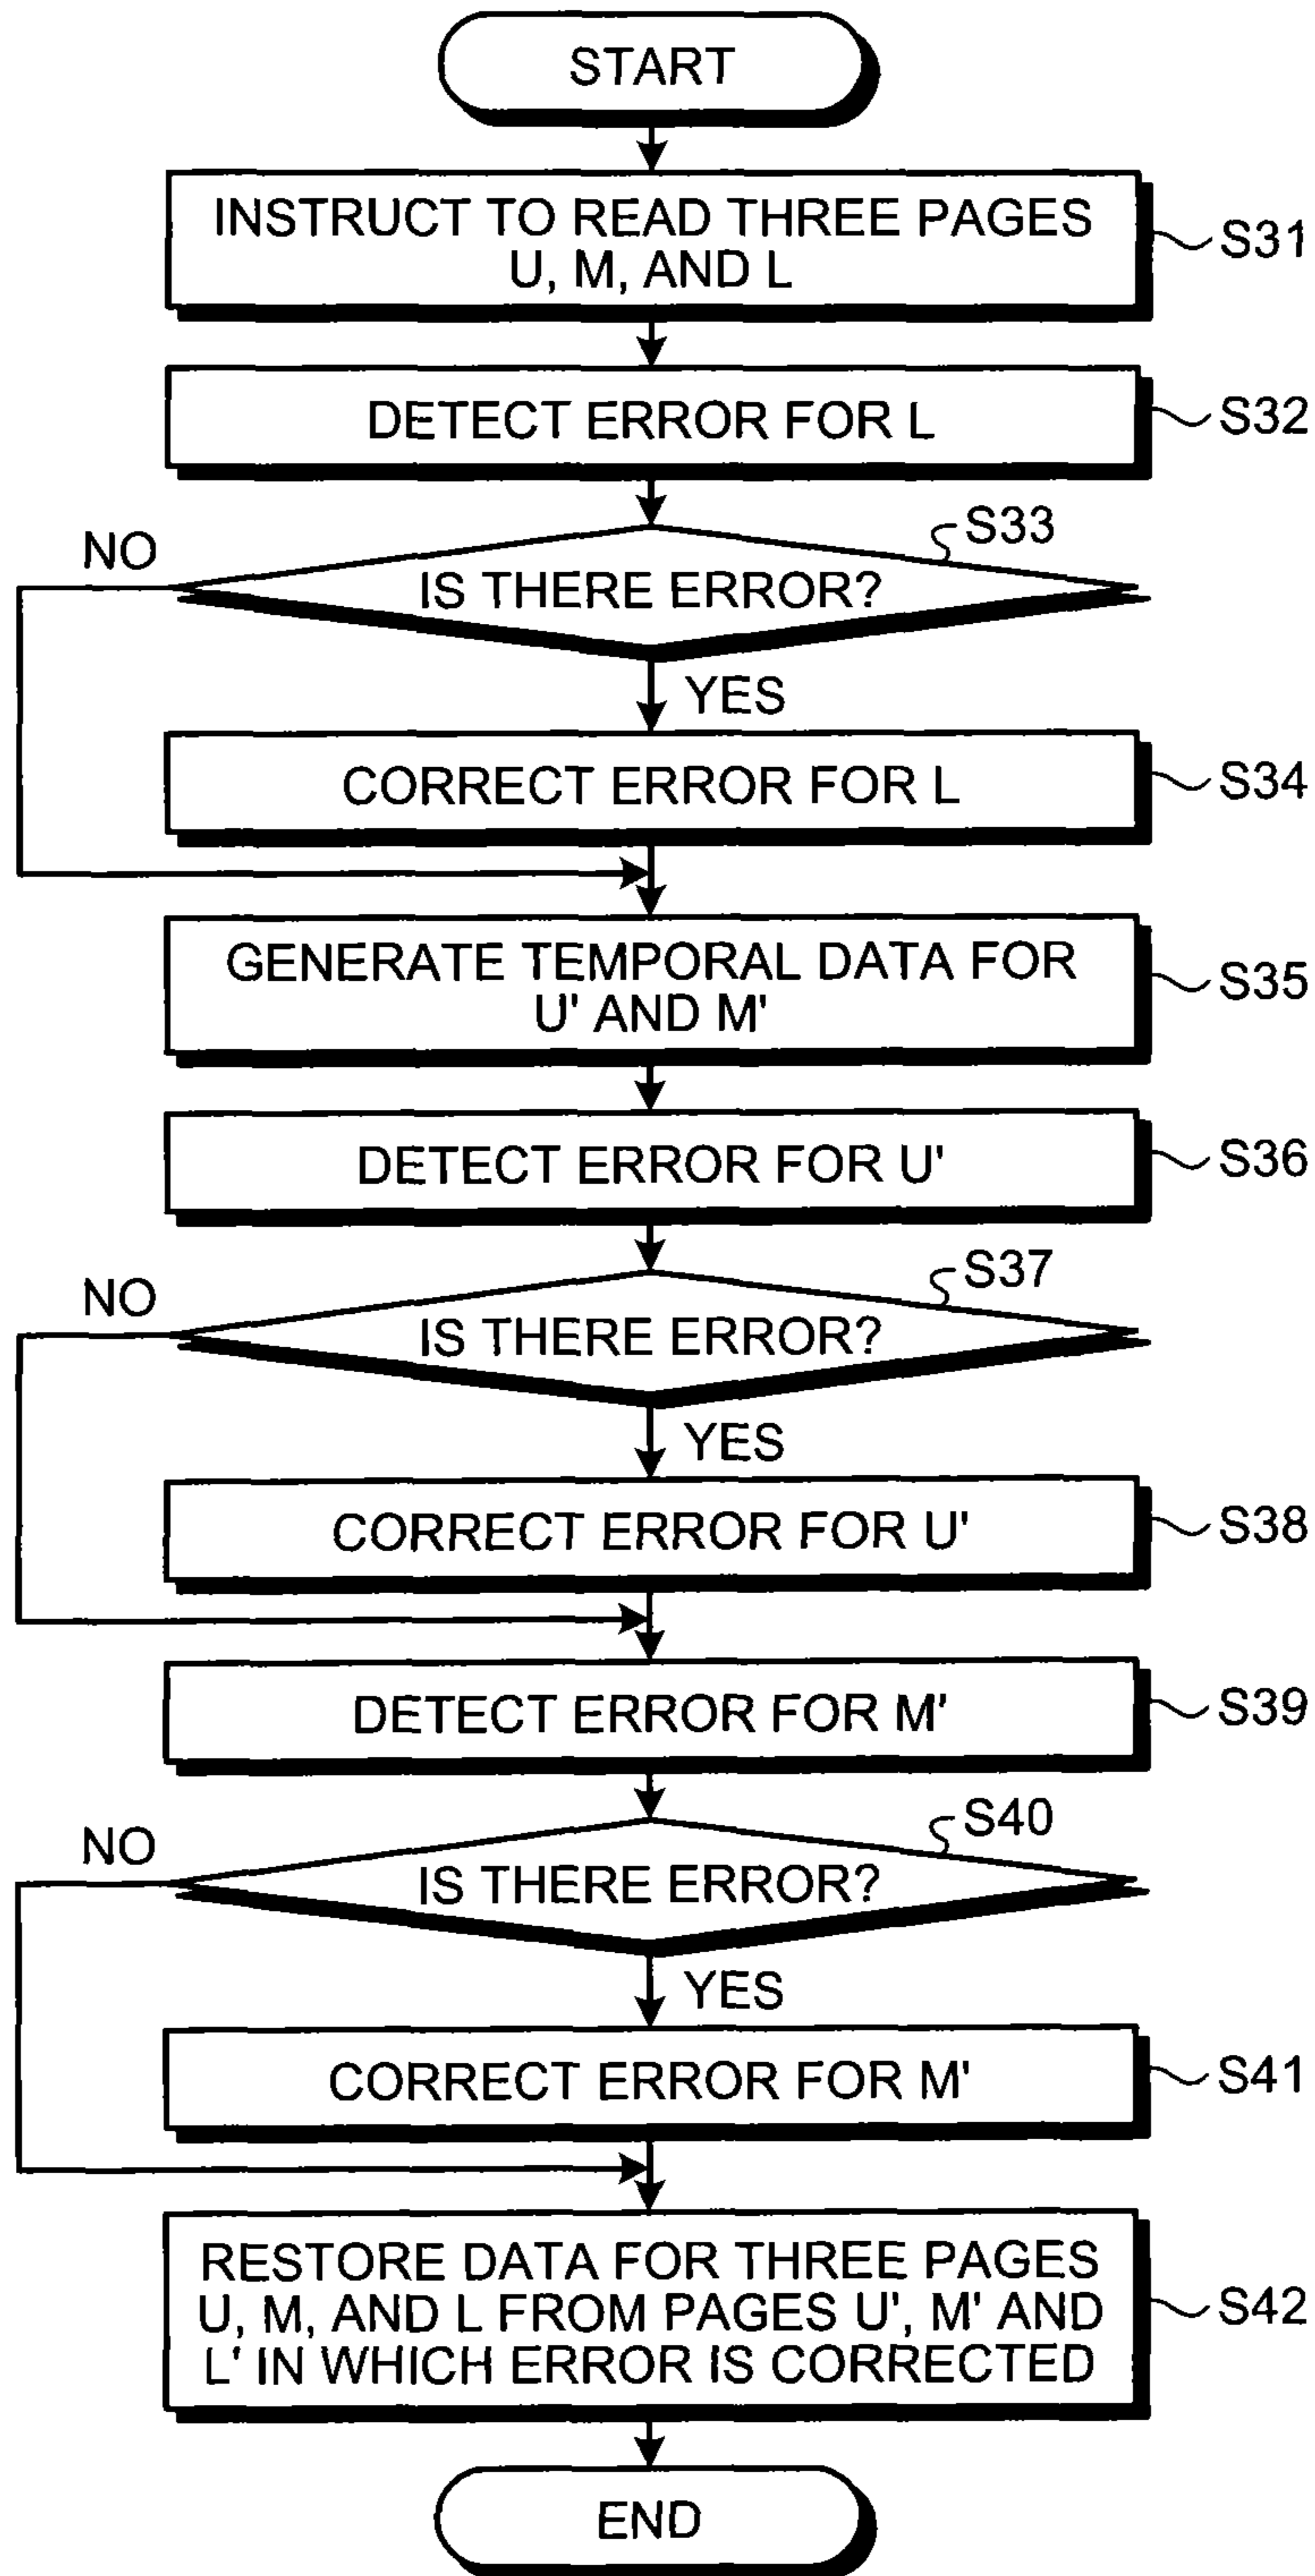 START
INSTRUCT TO READ THREE PAGES
U, M, AND L
S31
DETECT ERROR FOR L
S32
S33
NO
IS THERE ERROR?
YES
CORRECT ERROR FOR L
S34
GENERATE TEMPORAL DATA FOR
U' AND M'
S35
DETECT ERROR FOR U'
S36
S37
NO
IS THERE ERROR?
YES
CORRECT ERROR FOR U'
S38
DETECT ERROR FOR M'
S39
S40
NO
IS THERE ERROR?
YES
CORRECT ERROR FOR M'
S41
RESTORE DATA FOR THREE PAGES
U, M, AND L FROM PAGES U', M' AND
L' IN WHICH ERROR IS CORRECTED
S42
END